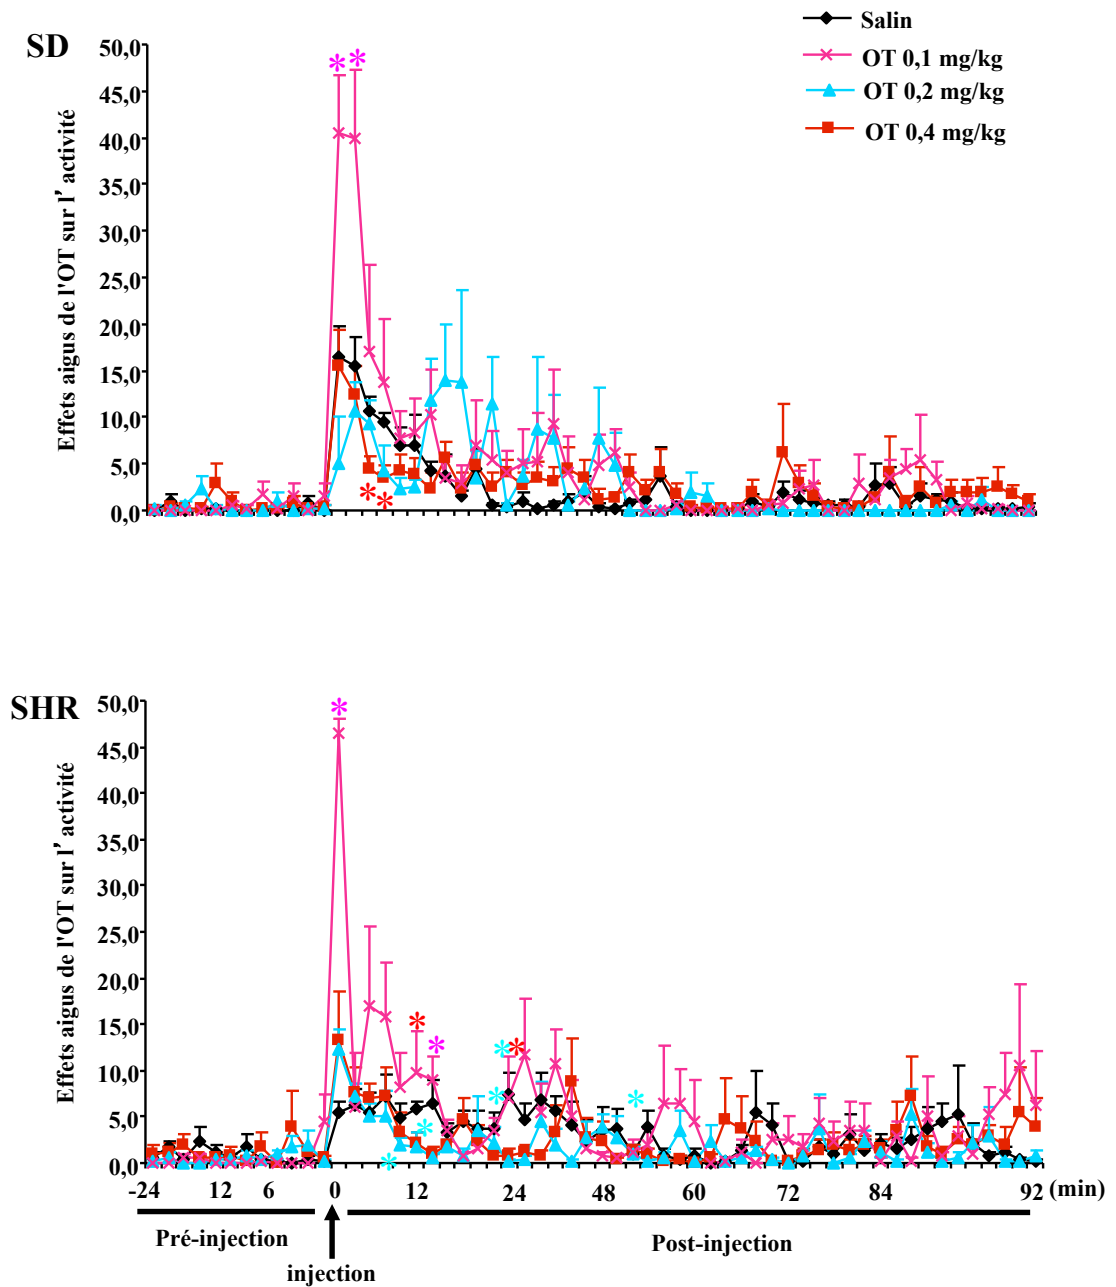 Salin
SD
50,0
OT 0,1 mg/kg
45,0
OT 0,2 mg/kg
40,0
OT 0,4 mg/kg
35,0
30,0
25,0
20,0
15,0
10,0
5,0
0,0
Effets aigus de l'OT sur l’ activité
SHR
50,0
45,0
40,0
35,0
30,0
25,0
20,0
15,0
10,0
5,0
0,0
Effets aigus de l'OT sur l’ activité
-24 12 6 0 12 24 48 60 72 84 92 (min)
Pré-injection Post-injection
injection